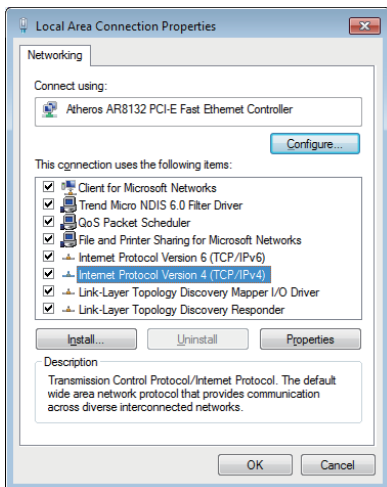 Local Area Connection Properties
Networking
Connect using:
Atheros AR8132 PCI-E Fast Ethernet Controller
Configure...
This connection uses the following items:
Client for Microsoft Networks
Trend Micro NDIS 6.0 Filter Driver
QoS Packet Scheduler
File and Printer Sharing for Microsoft Networks
Internet Protocol Version 6 (TCP/IPv6)
Internet Protocol Version 4 (TCP/IPv4)
Link-Layer Topology Discovery Mapper I/O Driver
Link-Layer Topology Discovery Responder
Install... Uninstall Properties
Description
Transmission Control Protocol/Internet Protocol. The default
wide area network protocol that provides communication
across diverse interconnected networks.
OK Cancel